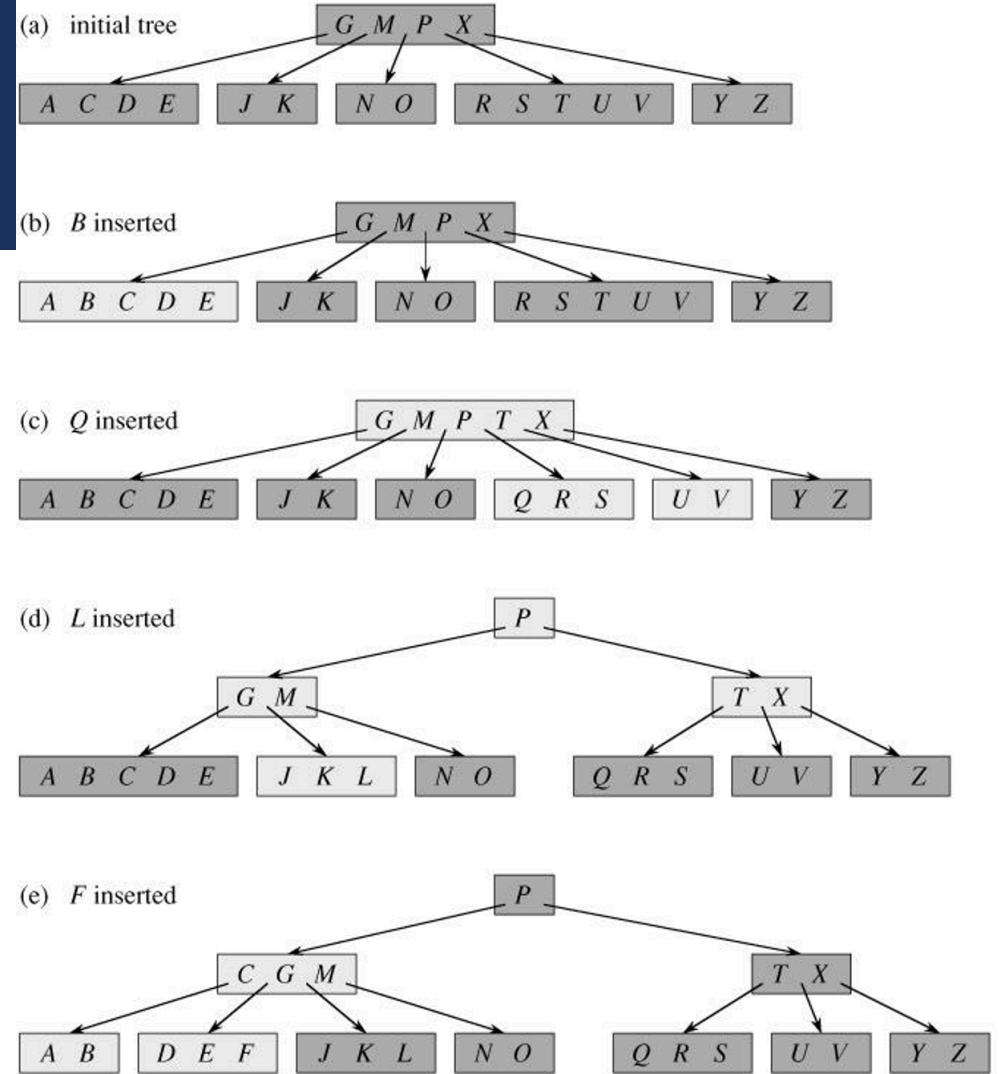 (a) initial tree
G M P X
A C D E J K N O R S T U V Y Z
(b) B inserted
G M P X
A B C D E J K N O R S T U V Y Z
(c) Q inserted
G M P T X
A B C D E J K N O Q R S U V Y Z
(d) L inserted
P
G M T X
A B C D E J K L N O Q R S U V Y Z
(e) F inserted
P
C G M T X
A B D E F J K L N O Q R S U V Y Z